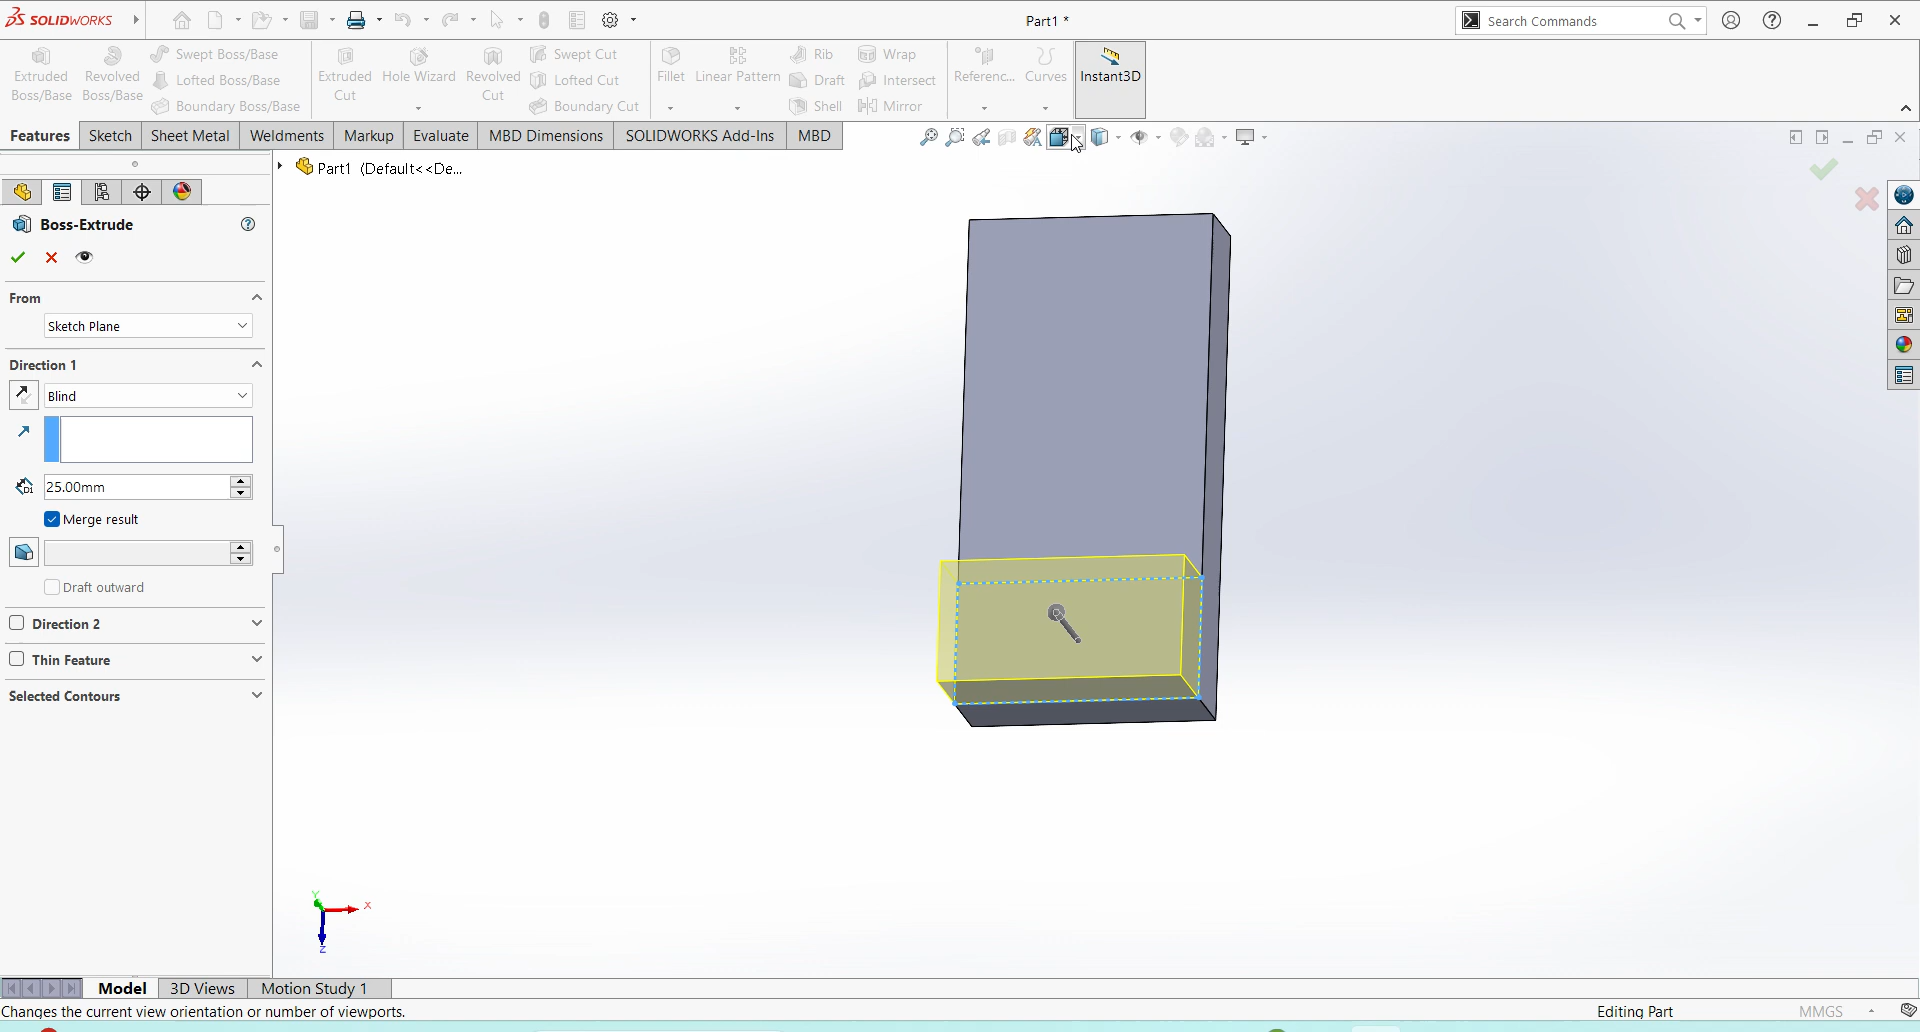 SOLIDWORKS
Part1 *
Search Commands
Extruded Boss/Base
Revolved Boss/Base
Swept Boss/Base
Lofted Boss/Base
Boundary Boss/Base
Extruded Cut
Hole Wizard
Revolved Cut
Swept Cut
Lofted Cut
Boundary Cut
Fillet
Linear Pattern
Rib
Draft
Shell
Wrap
Intersect
Mirror
Referenc...
Curves
Instant3D
Features
Sketch
Sheet Metal
Weldments
Markup
Evaluate
MBD Dimensions
SOLIDWORKS Add-Ins
MBD
Part1 (Default<<De...
Boss-Extrude
From
Sketch Plane
Direction 1
Blind
D1
25.00mm
Merge result
Draft outward
Direction 2
Thin Feature
Selected Contours
Y
X
Z
Model
3D Views
Motion Study 1
Changes the current view orientation or number of viewports.
Editing Part
MMGS